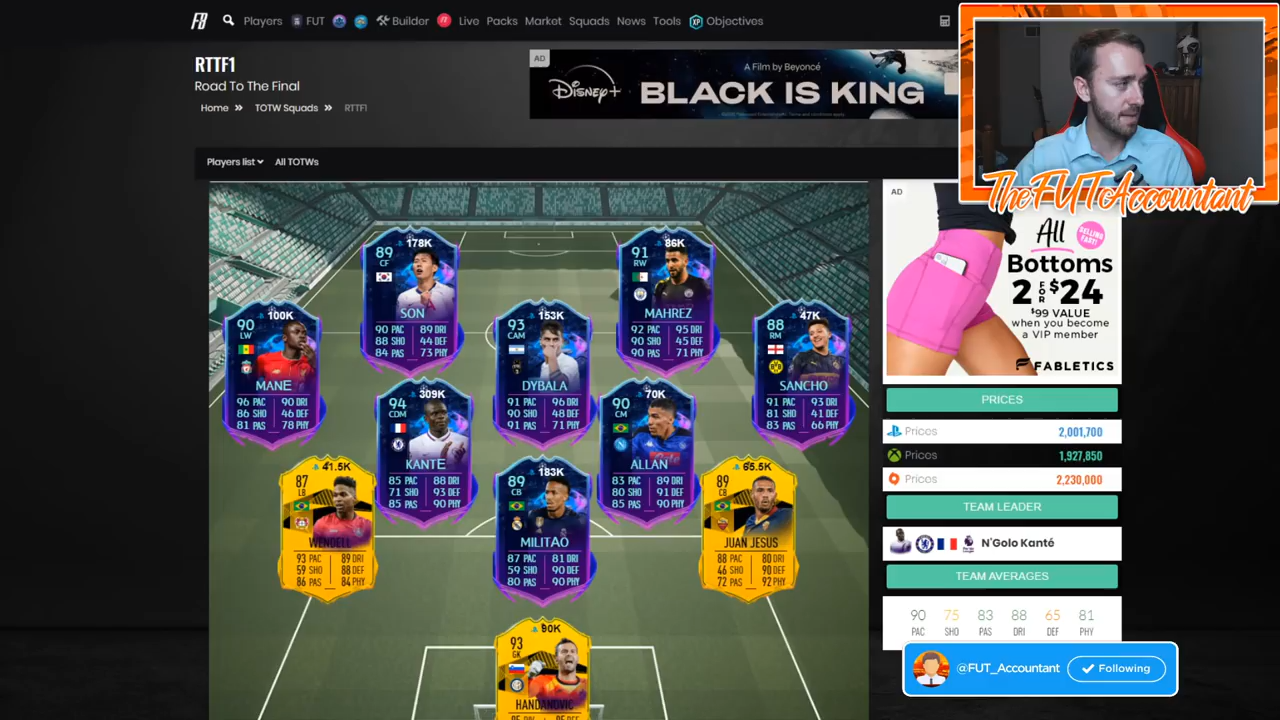 FB Players FUT Builder Live Packs Market Squads News Tools XP Objectives
RTTF1
Road To The Final
Home » TOTW Squads » RTTF1
AD
Disney+
A Film by Beyoncé
BLACK IS KING
TheFUTAccountant
Players list All TOTWs
178K
89
CF
SON
90 PAC 89 DRI
88 SHO 44 DEF
84 PAS 73 PHY
86K
91
RW
MAHREZ
92 PAC 95 DRI
90 SHO 45 DEF
90 PAS 71 PHY
100K
90
LW
MANE
96 PAC 90 DRI
86 SHO 46 DEF
81 PAS 78 PHY
153K
93
CAM
DYBALA
91 PAC 96 DRI
90 SHO 48 DEF
91 PAS 71 PHY
47K
88
RM
SANCHO
91 PAC 93 DRI
81 SHO 41 DEF
83 PAS 66 PHY
309K
94
CDM
KANTE
85 PAC 88 DRI
71 SHO 93 DEF
85 PAS 90 PHY
70K
90
CM
ALLAN
83 PAC 89 DRI
80 SHO 91 DEF
85 PAS 90 PHY
41.5K
87
LB
WENDELL
93 PAC 89 DRI
59 SHO 88 DEF
86 PAS 84 PHY
183K
89
CB
MILITAO
87 PAC 81 DRI
59 SHO 90 DEF
80 PAS 90 PHY
65.5K
89
CB
JUAN JESUS
88 PAC 80 DRI
46 SHO 90 DEF
72 PAS 92 PHY
90K
93
GK
HANDANOVIC
AD
All
SELLING FAST!
Bottoms
2 FOR $24
$99 VALUE
when you become
a VIP member
FABLETICS
PRICES
Prices 2,001,700
Prices 1,927,850
Prices 2,230,000
TEAM LEADER
N'Golo Kanté
TEAM AVERAGES
90 75 83 88 65 81
PAC SHO PAS DRI DEF PHY
@FUT_Accountant Following